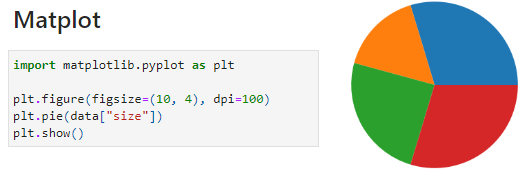 Matplot
import matplotlib.pyplot as plt
plt.figure(figsize=(10, 4), dpi=100)
plt.pie(data["size"])
plt.show()